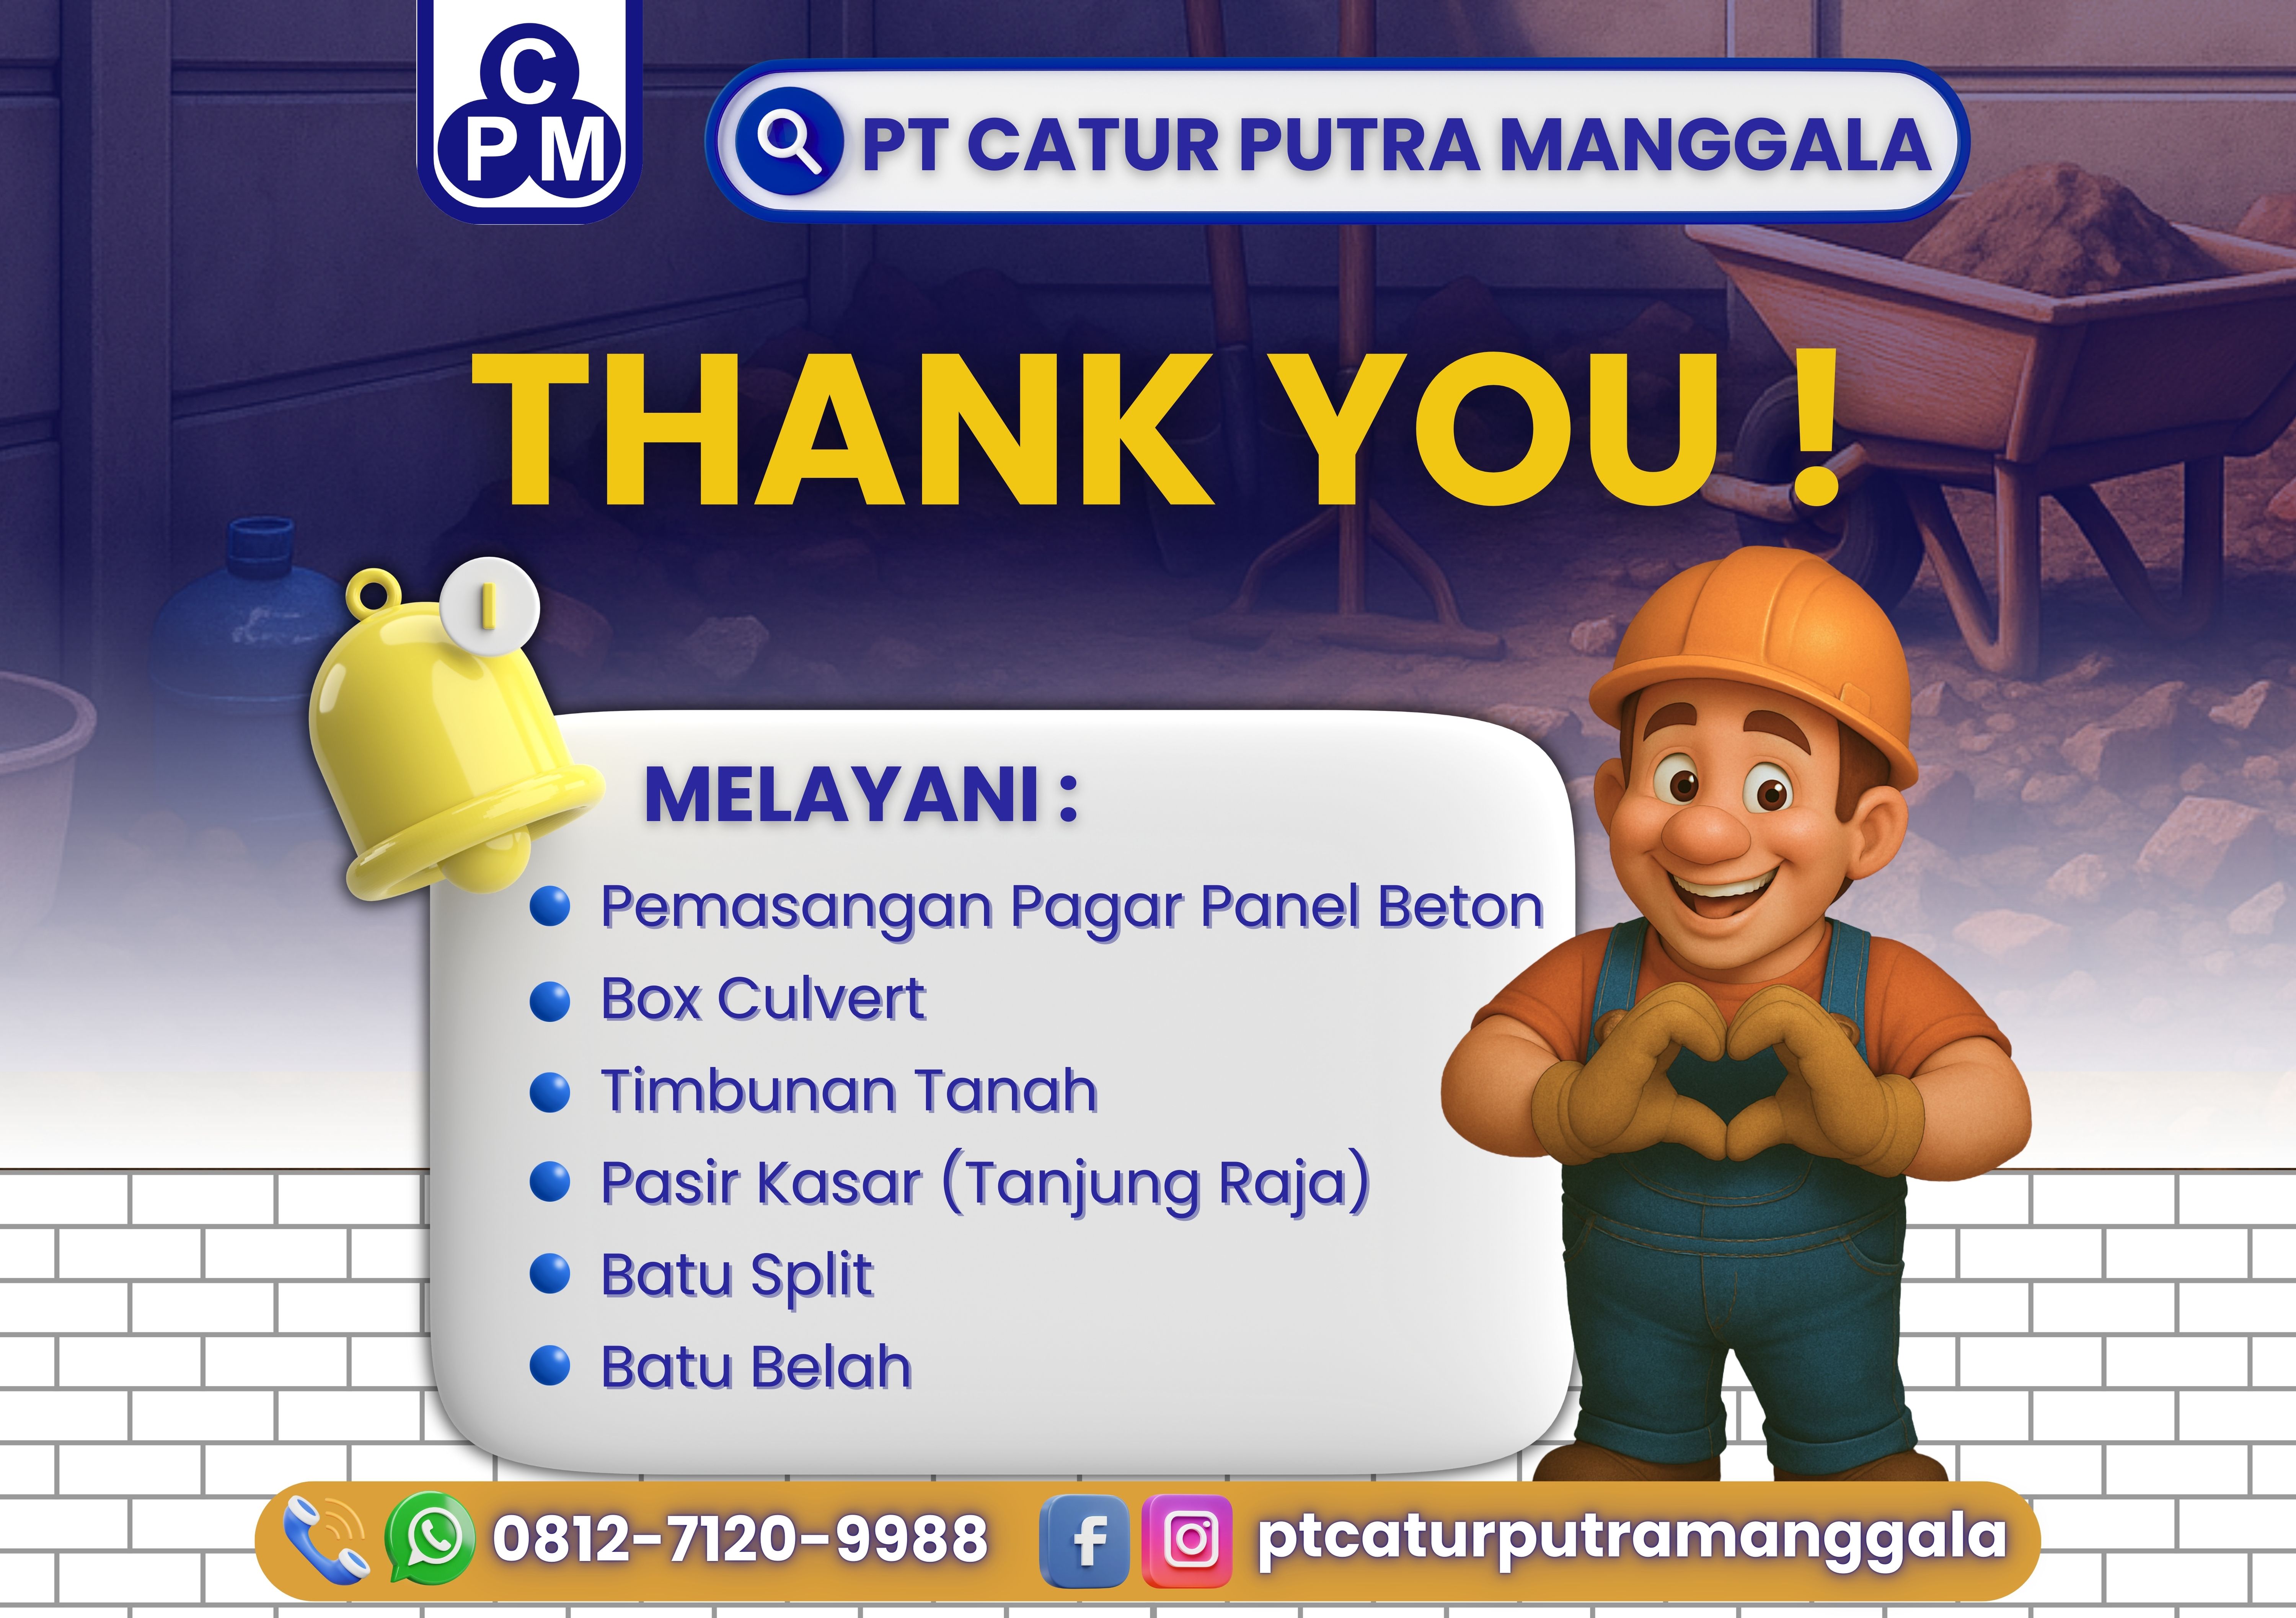 C
P M
PT CATUR PUTRA MANGGALA
THANK YOU !
MELAYANI :
Pemasangan Pagar Panel Beton
Box Culvert
Timbunan Tanah
Pasir Kasar (Tanjung Raja)
Batu Split
Batu Belah
0812-7120-9988
ptcaturputramanggala